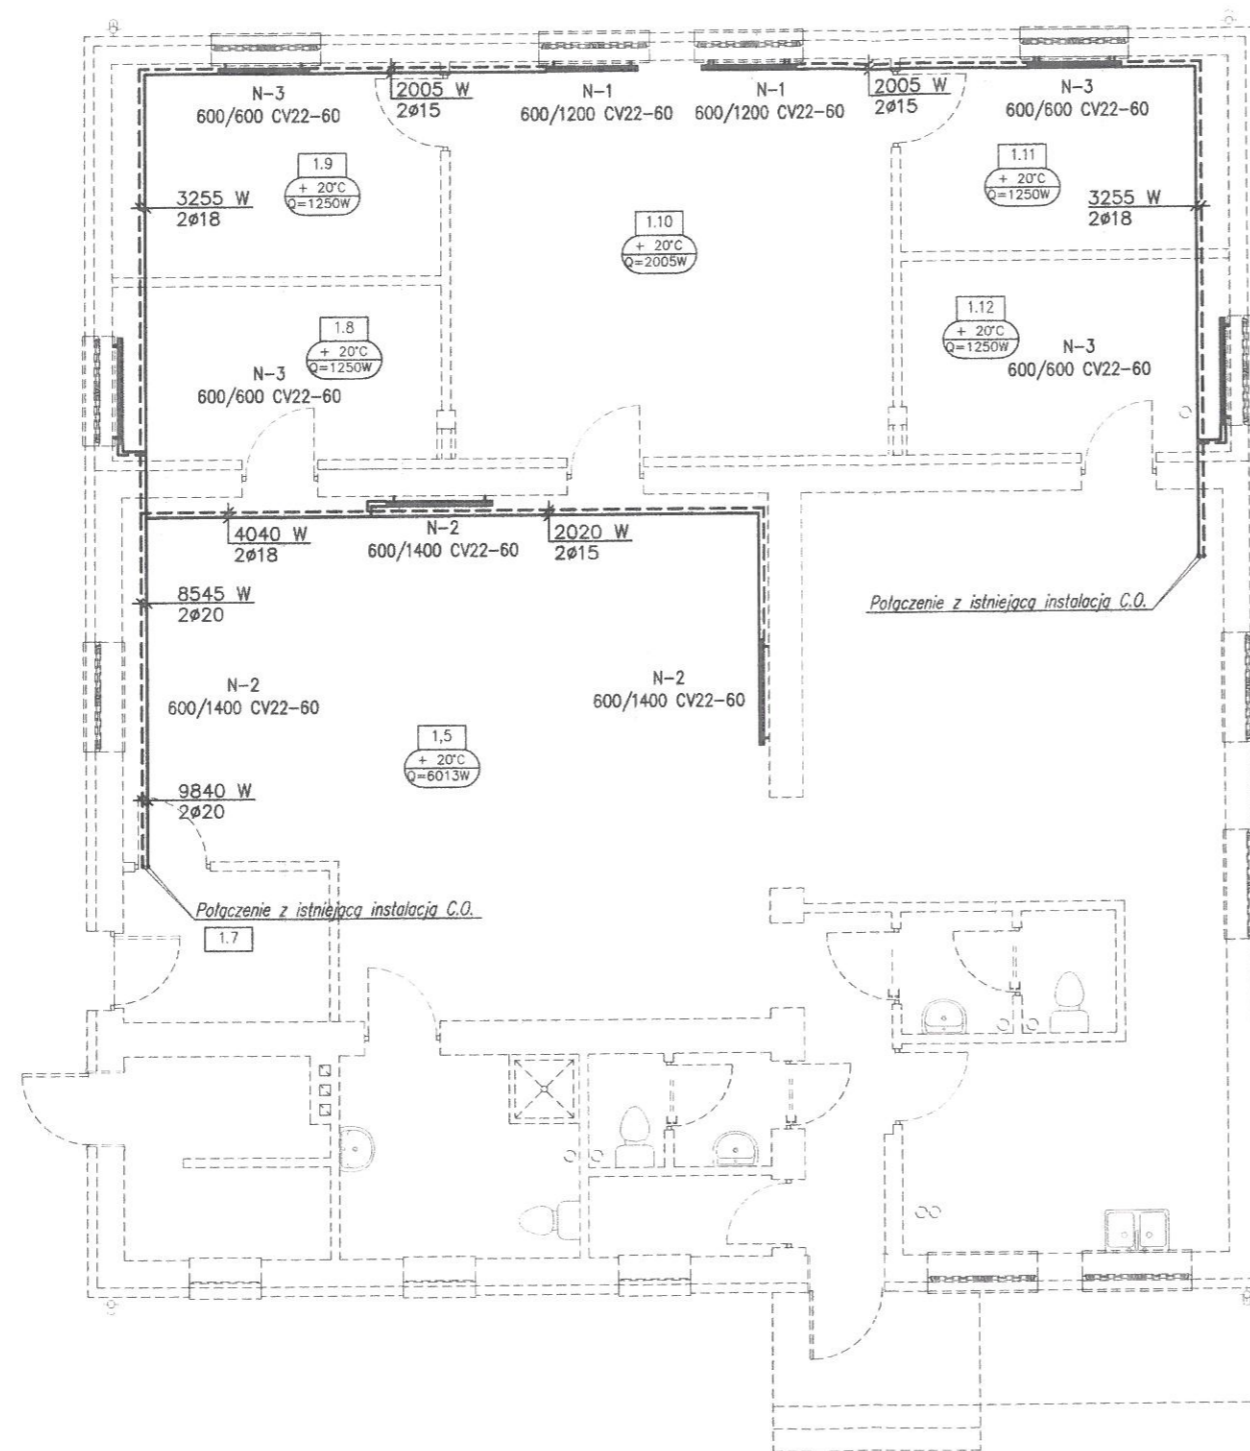 N-3
600/600 CV22-60
2005 W
2ø15
N-1
600/1200 CV22-60
N-1
600/1200 CV22-60
2005 W
2ø15
N-3
600/600 CV22-60
1.9
+ 20°C
Q=1250W
1.11
+ 20°C
Q=1250W
3255 W
2ø18
1.10
+ 20°C
Q=2005W
3255 W
2ø18
1.8
+ 20°C
Q=1250W
N-3
600/600 CV22-60
1.12
+ 20°C
Q=1250W
N-3
600/600 CV22-60
4040 W
2ø18
N-2
600/1400 CV22-60
2020 W
2ø15
8545 W
2ø20
Połączenie z istniejącą instalacją C.O.
N-2
600/1400 CV22-60
N-2
600/1400 CV22-60
1,5
+ 20°C
Q=6013W
9840 W
2ø20
Połączenie z istniejącą instalacją C.O.
1.7